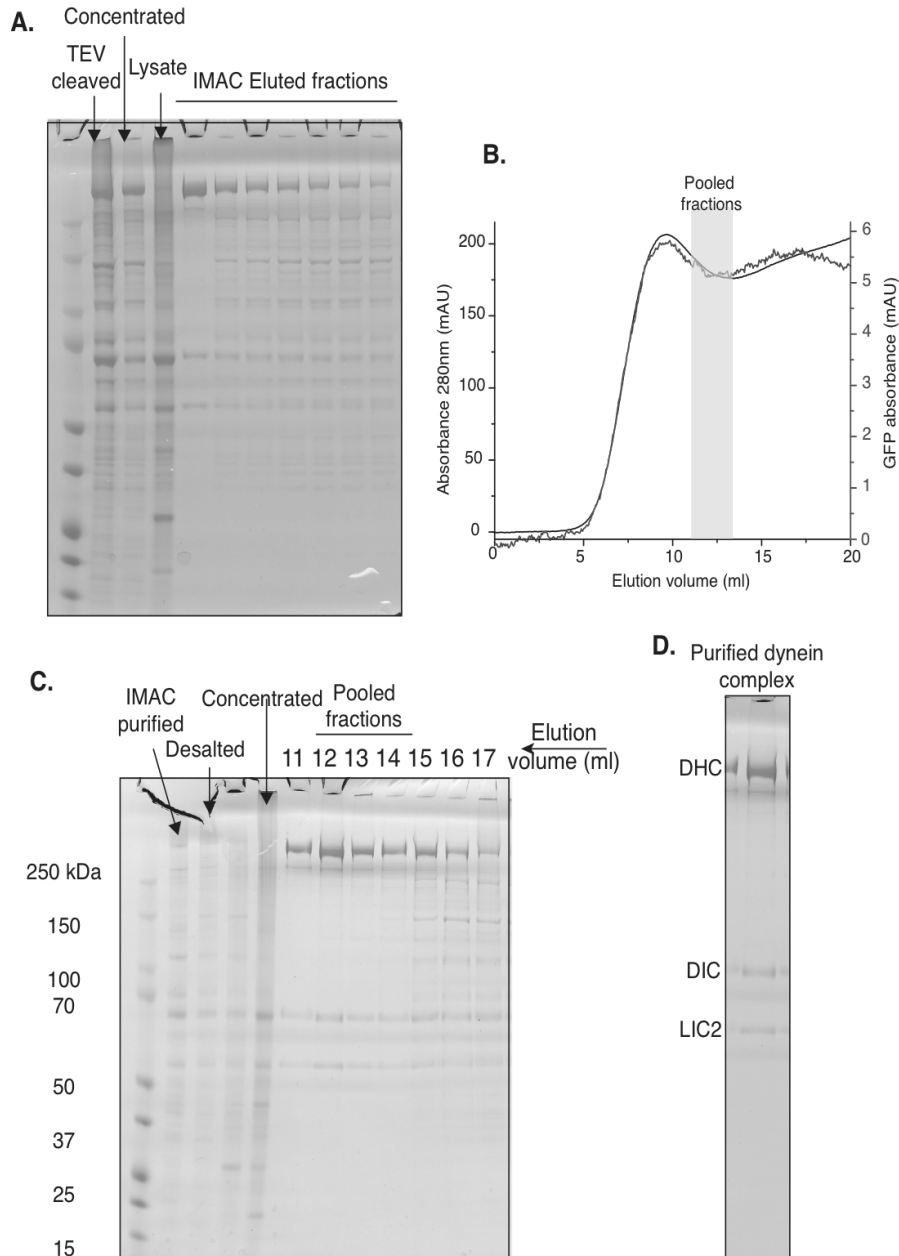 A.
Concentrated
TEV
cleaved
Lysate
IMAC Eluted fractions
B.
Pooled
fractions
200
150
100
50
0
Absorbance 280nm (mAU)
6
5
4
3
2
1
0
GFP absorbance (mAU)
0
5
10
15
20
Elution volume (ml)
C.
IMAC
purified
Desalted
Concentrated
Pooled
fractions
11 12 13 14 15 16 17
Elution
volume (ml)
250 kDa
150
100
70
50
37
25
15
D.
Purified dynein
complex
DHC
DIC
LIC2